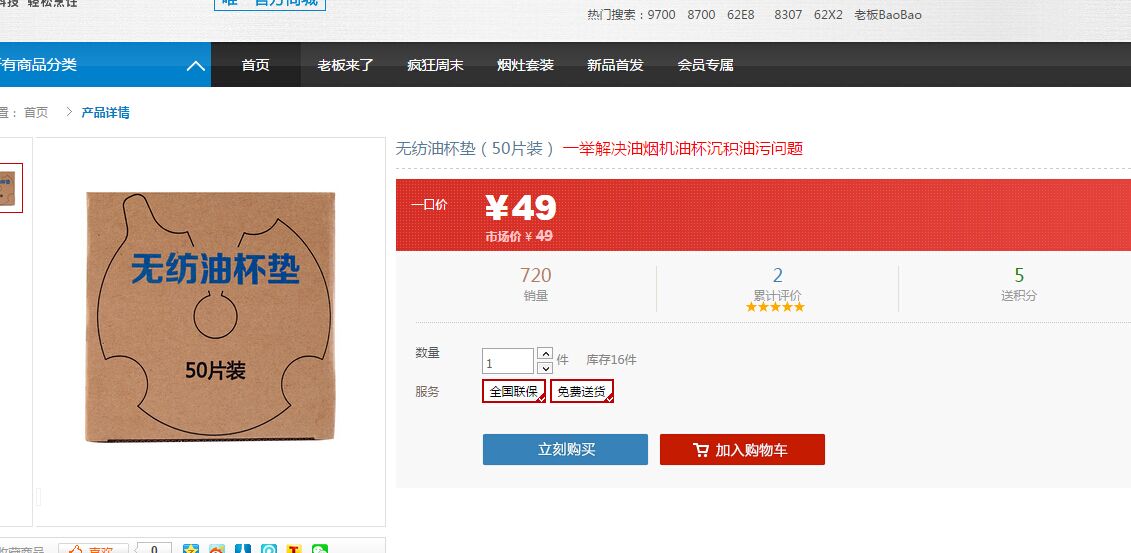 科技 轻松烹饪
唯一官方商城
热门搜索：9700 8700 62E8 8307 62X2 老板BaoBao
所有商品分类
首页 老板来了 疯狂周末 烟灶套装 新品首发 会员专属
置： 首页 > 产品详情
无纺油杯垫（50片装） 一举解决油烟机油杯沉积油污问题
一口价 ¥49
市场价 ¥ 49
720 2 5
销量 累计评价 送积分
无纺油杯垫
50片装
数量 1 件 库存16件
服务 全国联保 免费送货
立刻购买 加入购物车
收藏商品 喜欢 0